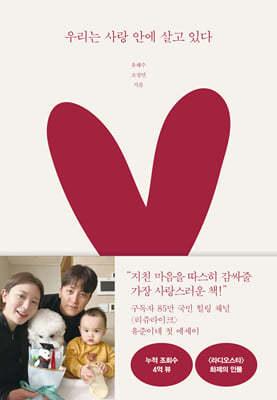 우리는 사랑 안에 살고 있다
유혜주
조정연
지음
“지친 마음을 따스히 감싸줄
가장 사랑스러운 책!”
구독자 85만 국민 힐링 채널
〈리쥬라이크〉
유준이네 첫 에세이
누적 조회수
4억 뷰
〈라디오스타〉
화제의 인물